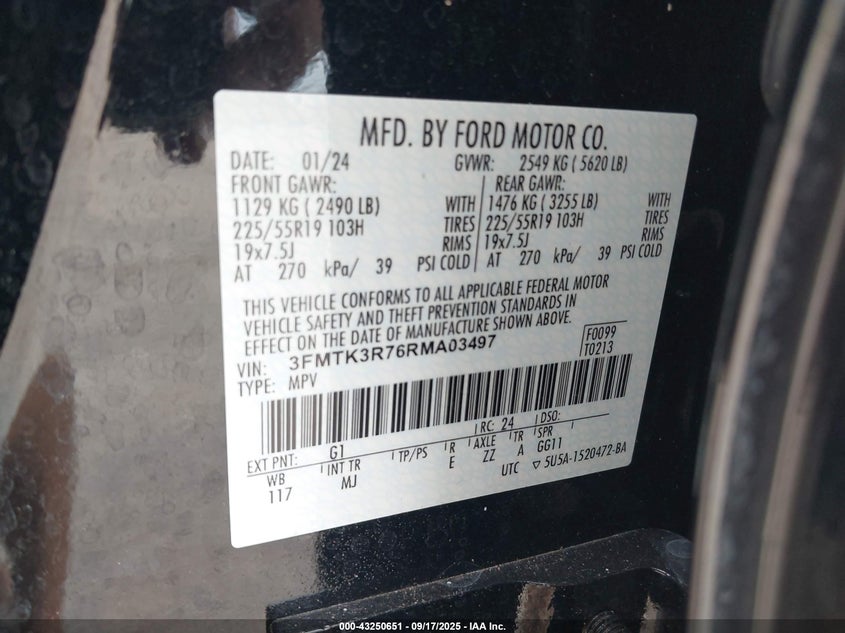 MFD. BY FORD MOTOR CO.
DATE: 01/24 GVWR: 2549 KG ( 5620 LB)
FRONT GAWR: REAR GAWR:
1129 KG ( 2490 LB) WITH 1476 KG ( 3255 LB) WITH
225/55R19 103H TIRES 225/55R19 103H TIRES
19x7.5J RIMS 19x7.5J RIMS
AT 270 kPa/ 39 PSI COLD AT 270 kPa/ 39 PSI COLD
THIS VEHICLE CONFORMS TO ALL APPLICABLE FEDERAL MOTOR
VEHICLE SAFETY AND THEFT PREVENTION STANDARDS IN
EFFECT ON THE DATE OF MANUFACTURE SHOWN ABOVE.
VIN: 3FMTK3R76RMA03497 F0099
TYPE: MPV T0213
EXT PNT: G1 RC: 24 DSO:
WB INT TR TP/PS R AXLE TR SPR
117 MJ E ZZ A GG11
UTC ▽ 5U5A-1520472-BA
000-43250651 - 09/17/2025 - IAA Inc.